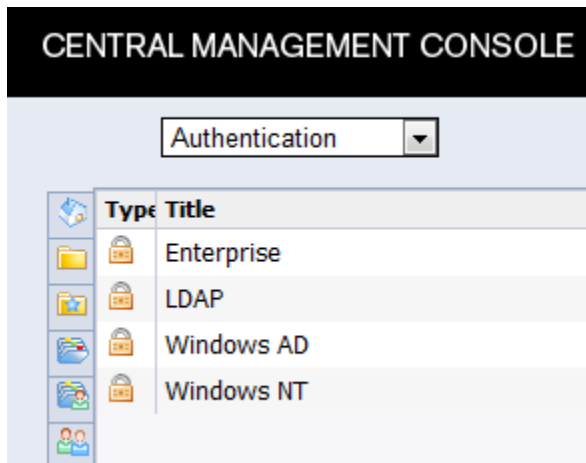 CENTRAL MANAGEMENT CONSOLE
Authentication
Type Title
Enterprise
LDAP
Windows AD
Windows NT